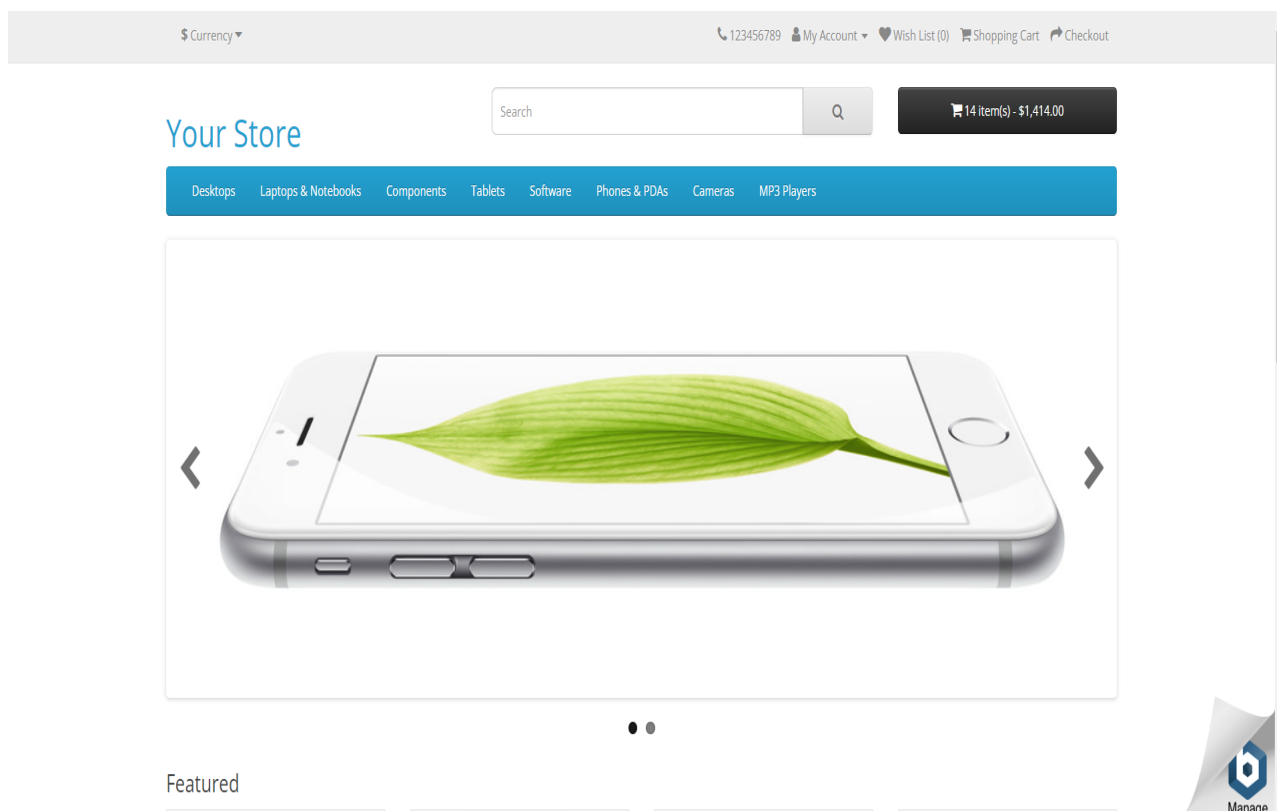 $ Currency
123456789 My Account Wish List (0) Shopping Cart Checkout
Your Store
Search
14 item(s) - $1,414.00
Desktops Laptops & Notebooks Components Tablets Software Phones & PDAs Cameras MP3 Players
Featured
b
Manage